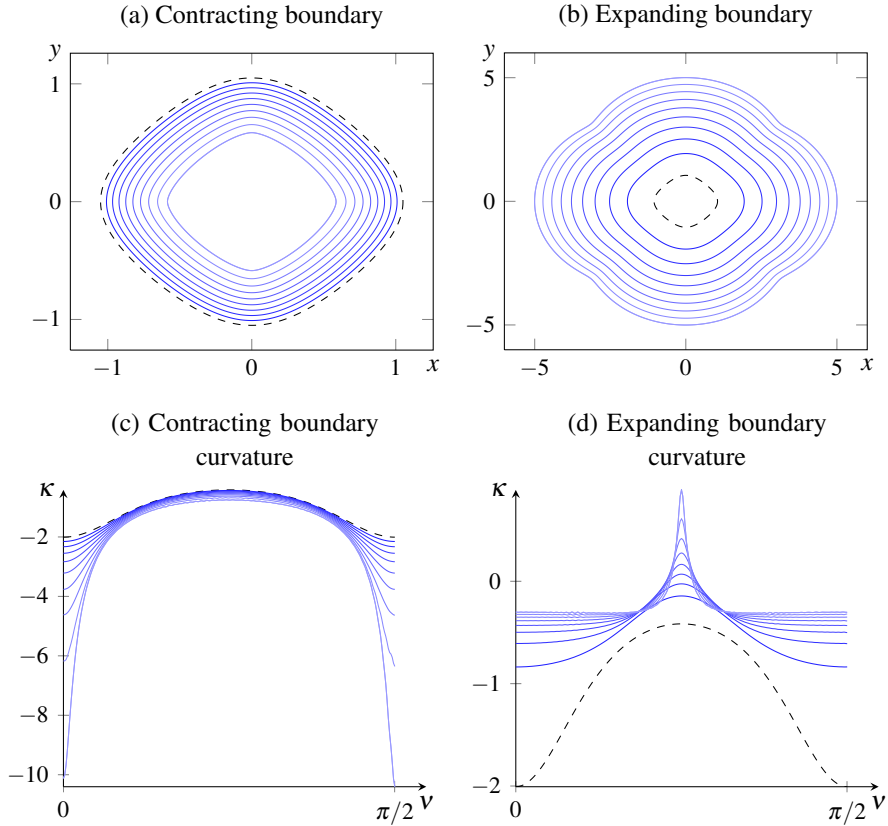 (a) Contracting boundary
y
1
0
−1
−1
0
1
x
(b) Expanding boundary
y
5
0
−5
−5
0
5
x
(c) Contracting boundary
curvature
κ
−2
−4
−6
−8
−10
0
π/2
ν
(d) Expanding boundary
curvature
κ
0
−1
−2
0
π/2
ν